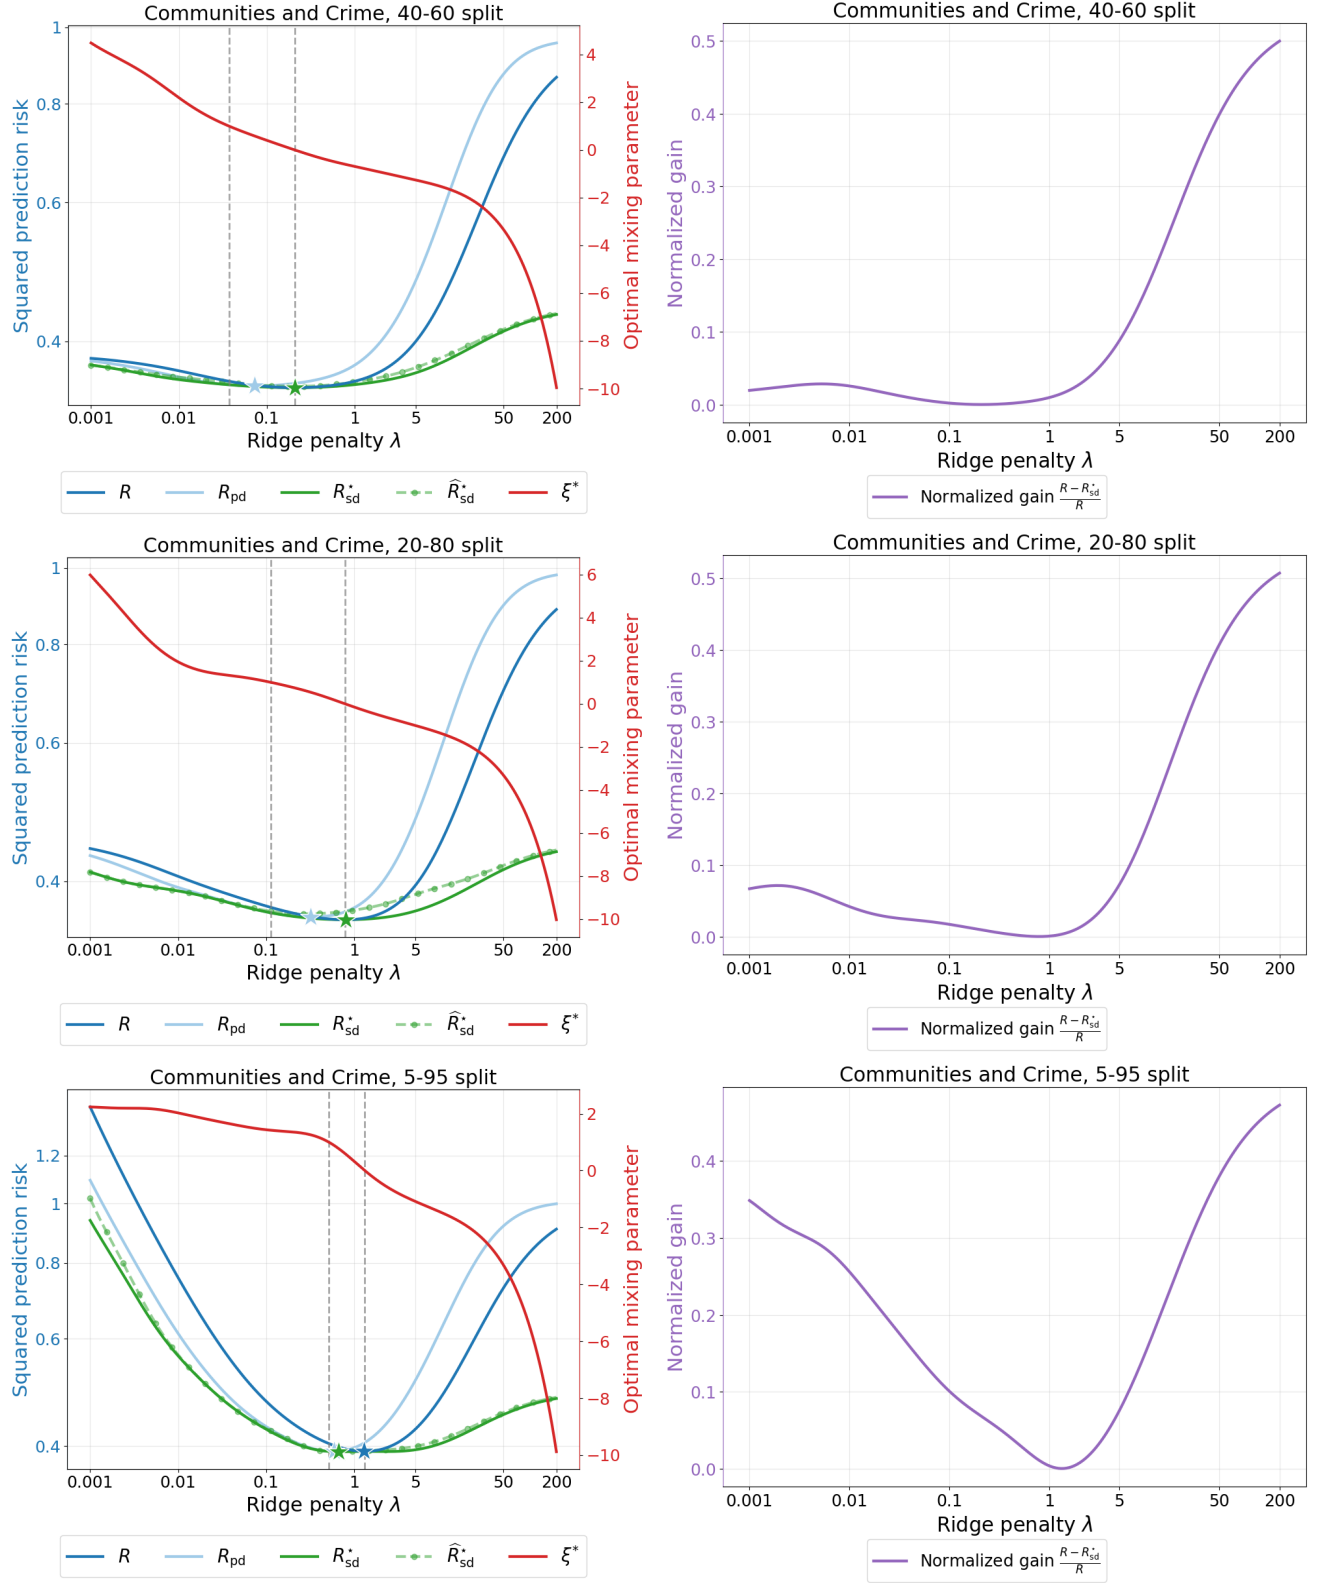 Communities and Crime, 40-60 split
Squared prediction risk
1
0.8
0.6
0.4
4
2
0
−2
−4
−6
−8
−10
Optimal mixing parameter
0.001 0.01 0.1 1 5 50 200
Ridge penalty λ
R R_pd R*_sd R̂*_sd ξ*
Communities and Crime, 40-60 split
Normalized gain
0.5
0.4
0.3
0.2
0.1
0.0
0.001 0.01 0.1 1 5 50 200
Ridge penalty λ
Normalized gain (R−R*_sd)/R
Communities and Crime, 20-80 split
Squared prediction risk
1
0.8
0.6
0.4
6
4
2
0
−2
−4
−6
−8
−10
Optimal mixing parameter
0.001 0.01 0.1 1 5 50 200
Ridge penalty λ
R R_pd R*_sd R̂*_sd ξ*
Communities and Crime, 20-80 split
Normalized gain
0.5
0.4
0.3
0.2
0.1
0.0
0.001 0.01 0.1 1 5 50 200
Ridge penalty λ
Normalized gain (R−R*_sd)/R
Communities and Crime, 5-95 split
Squared prediction risk
1.2
1
0.8
0.6
0.4
2
0
−2
−4
−6
−8
−10
Optimal mixing parameter
0.001 0.01 0.1 1 5 50 200
Ridge penalty λ
R R_pd R*_sd R̂*_sd ξ*
Communities and Crime, 5-95 split
Normalized gain
0.4
0.3
0.2
0.1
0.0
0.001 0.01 0.1 1 5 50 200
Ridge penalty λ
Normalized gain (R−R*_sd)/R